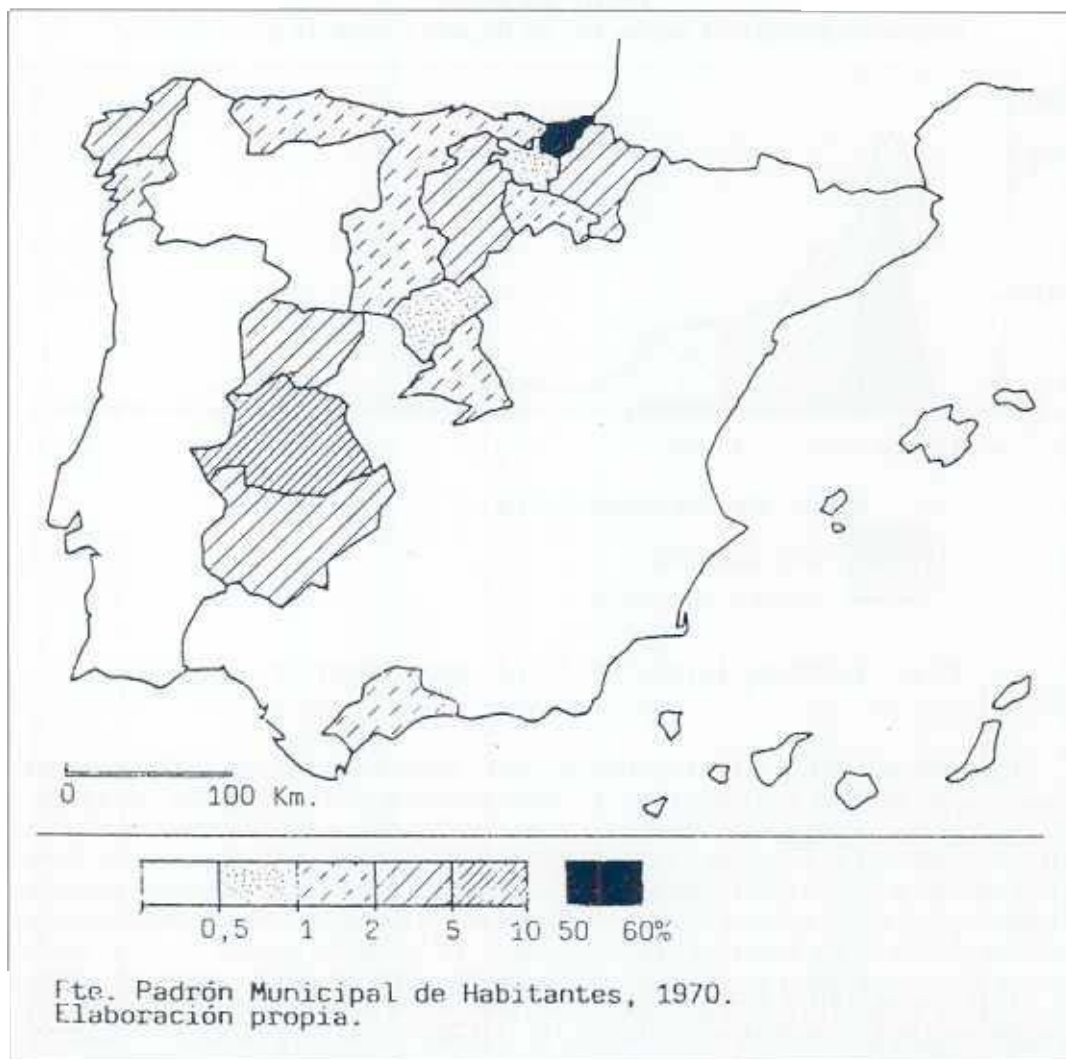 0 100 Km.
0,5 1 2 5 10 50 60%
Fte. Padrón Municipal de Habitantes, 1970.
Elaboración propia.